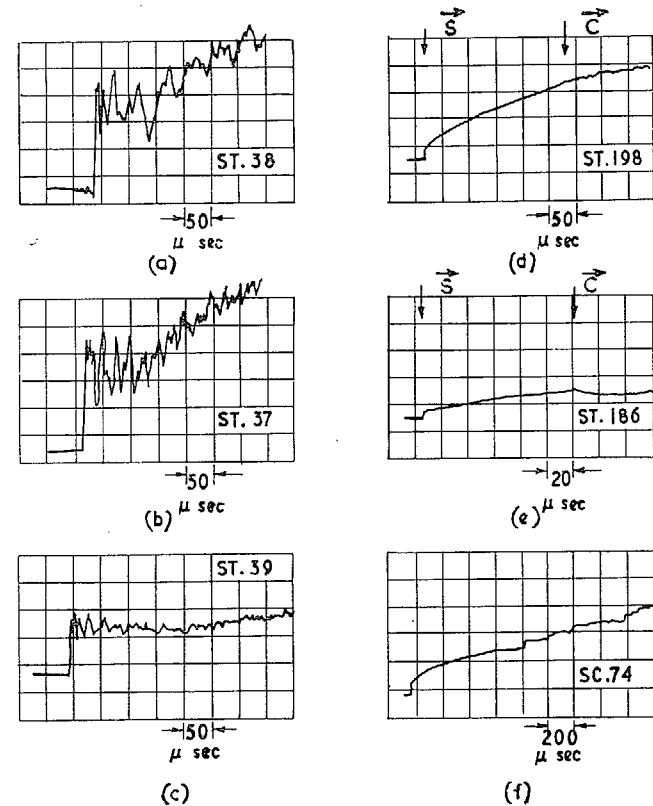 ST.38
50
μ sec
(a)
ST.37
50
μ sec
(b)
ST.39
50
μ sec
(c)
S C
ST.198
50
μ sec
(d)
S C
ST.186
20
μ sec
(e)
SC.74
200
μ sec
(f)